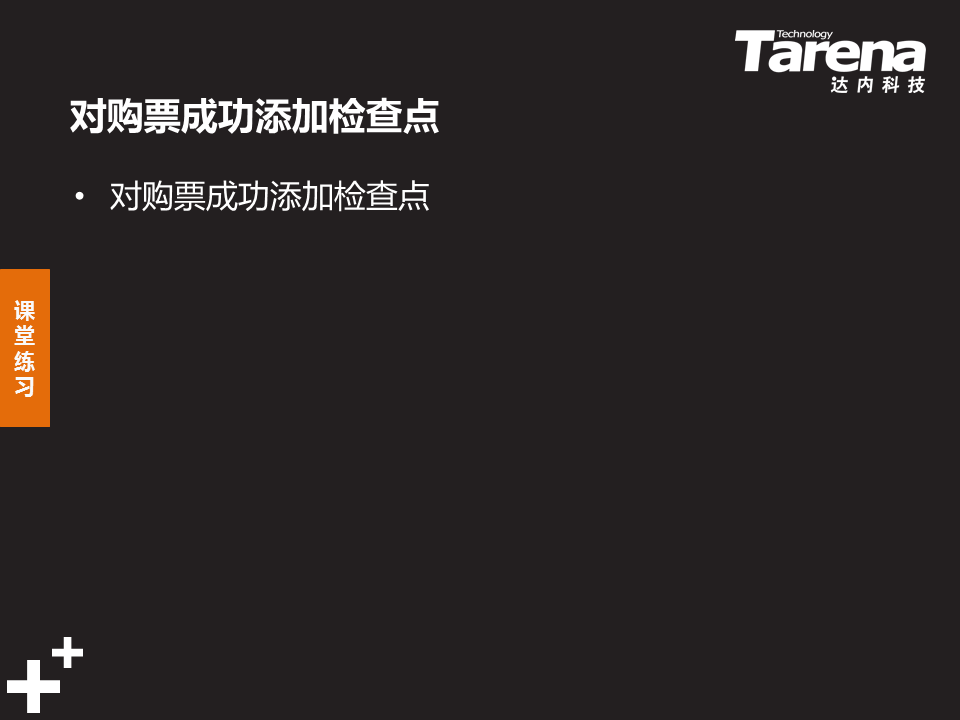 Technology
Tarena
达内科技
对购票成功添加检查点
• 对购票成功添加检查点
课
堂
练
习